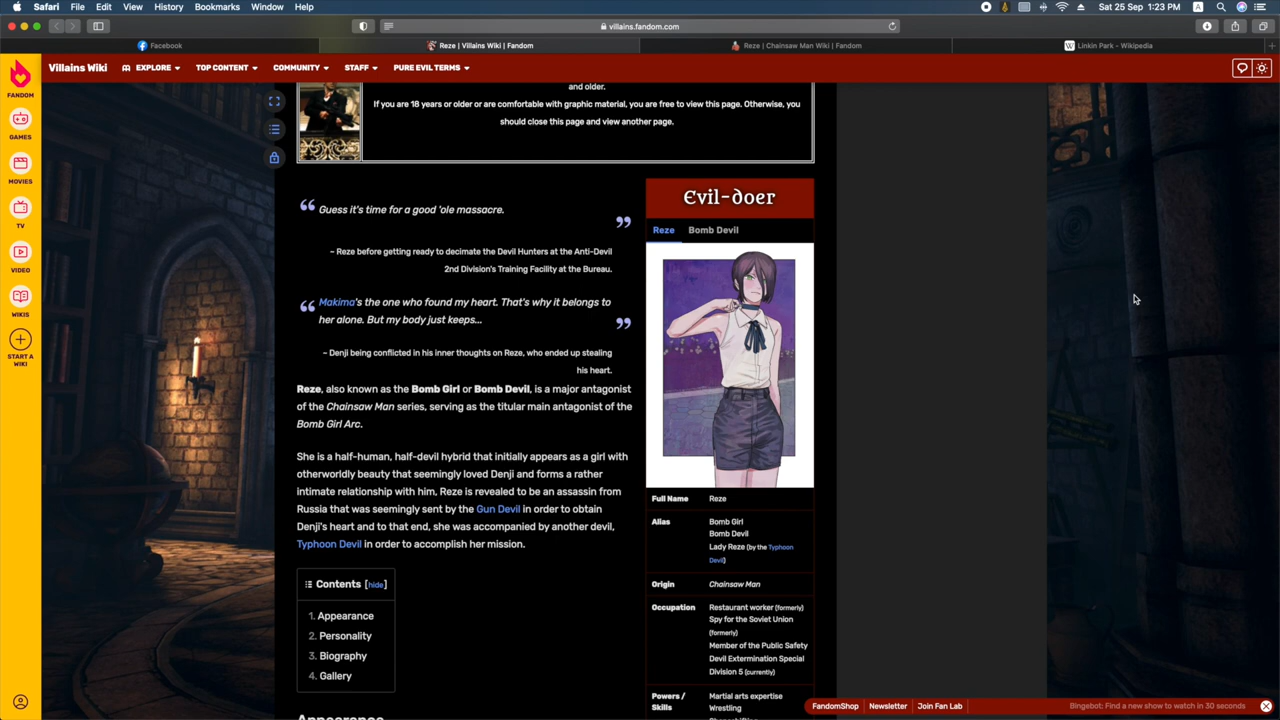 Safari File Edit View History Bookmarks Window Help
A
Sat 25 Sep 1:23 PM
villains.fandom.com
Facebook
Reze | Villains Wiki | Fandom
Reze | Chainsaw Man Wiki | Fandom
W Linkin Park - Wikipedia
FANDOM
GAMES
MOVIES
TV
VIDEO
WIKIS
START A
WIKI
Villains Wiki
EXPLORE
TOP CONTENT
COMMUNITY
STAFF
PURE EVIL TERMS
and older.
If you are 18 years or older or are comfortable with graphic material, you are free to view this page. Otherwise, you
should close this page and view another page.
“ Guess it's time for a good 'ole massacre. ”
– Reze before getting ready to decimate the Devil Hunters at the Anti-Devil
2nd Division's Training Facility at the Bureau.
“ Makima's the one who found my heart. That's why it belongs to
her alone. But my body just keeps... ”
– Denji being conflicted in his inner thoughts on Reze, who ended up stealing
his heart.
Reze, also known as the Bomb Girl or Bomb Devil, is a major antagonist
of the Chainsaw Man series, serving as the titular main antagonist of the
Bomb Girl Arc.
She is a half-human, half-devil hybrid that initially appears as a girl with
otherworldly beauty that seemingly loved Denji and forms a rather
intimate relationship with him, Reze is revealed to be an assassin from
Russia that was seemingly sent by the Gun Devil in order to obtain
Denji's heart and to that end, she was accompanied by another devil,
Typhoon Devil in order to accomplish her mission.
Contents [hide]
1. Appearance
2. Personality
3. Biography
4. Gallery
Appearance
Evil-doer
Reze Bomb Devil
Full Name Reze
Alias Bomb Girl
Bomb Devil
Lady Reze (by the Typhoon
Devil)
Origin Chainsaw Man
Occupation Restaurant worker (formerly)
Spy for the Soviet Union
(formerly)
Member of the Public Safety
Devil Extermination Special
Division 5 (currently)
Powers / Martial arts expertise
Skills Wrestling
FandomShop Newsletter Join Fan Lab
Bingebot: Find a new show to watch in 30 seconds